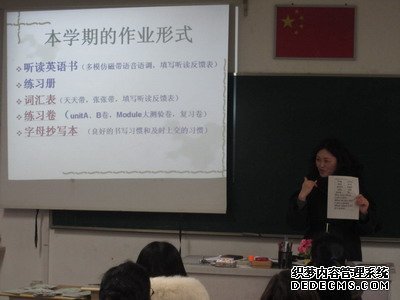 本学期的作业形式
听读英语书（多模仿磁带语音语调，填写听读反馈表）
练习册
词汇表（天天带，张张带，填写听读反馈表）
练习卷（unitA、B卷，Module大测验卷，复习卷）
字母抄写本（良好的书写习惯和及时上交的习惯）
织梦内容管理系统
DEDECMS.COM